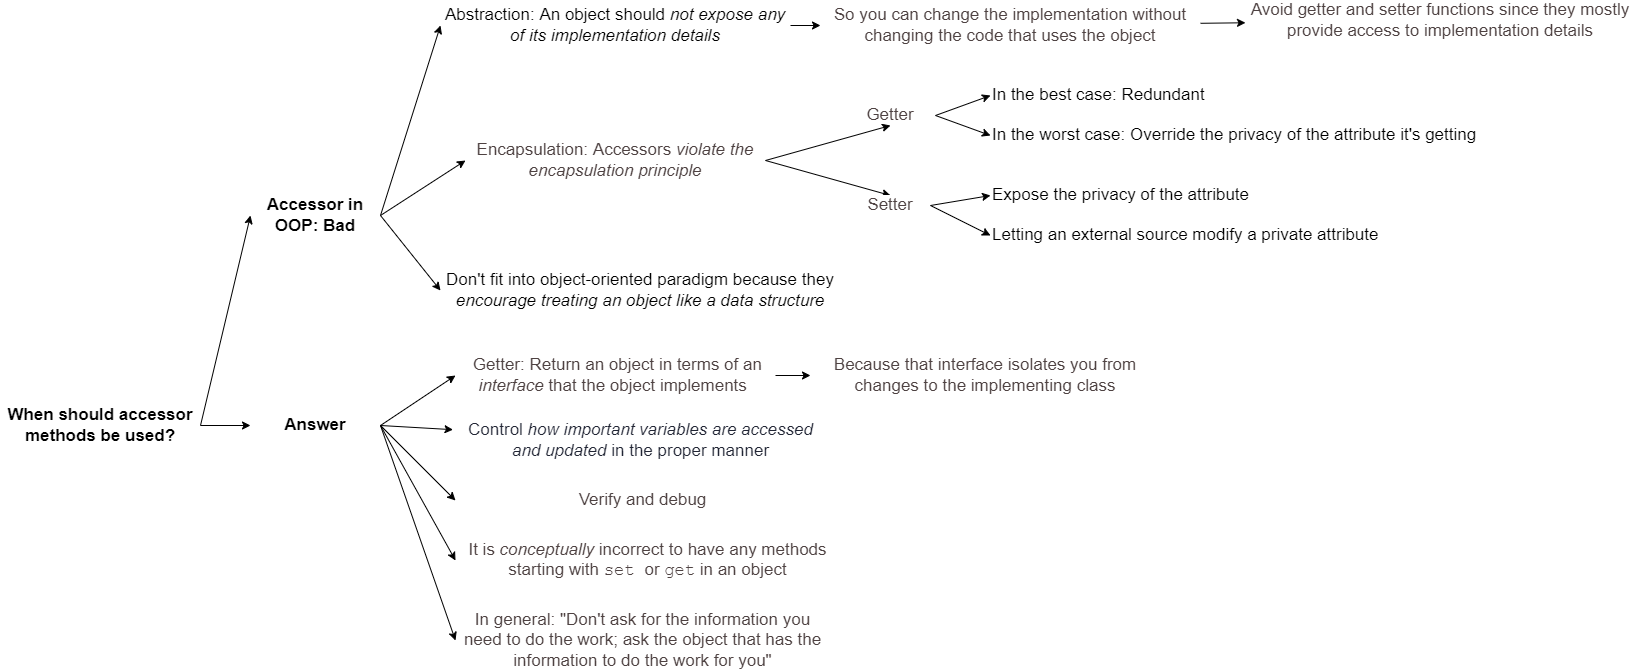 Abstraction: An object should not expose any
of its implementation details
So you can change the implementation without
changing the code that uses the object
Avoid getter and setter functions since they mostly
provide access to implementation details
Getter
In the best case: Redundant
In the worst case: Override the privacy of the attribute it's getting
Encapsulation: Accessors violate the
encapsulation principle
Setter
Expose the privacy of the attribute
Letting an external source modify a private attribute
Accessor in
OOP: Bad
Don't fit into object-oriented paradigm because they
encourage treating an object like a data structure
When should accessor
methods be used?
Answer
Getter: Return an object in terms of an
interface that the object implements
Because that interface isolates you from
changes to the implementing class
Control how important variables are accessed
and updated in the proper manner
Verify and debug
It is conceptually incorrect to have any methods
starting with set or get in an object
In general: "Don't ask for the information you
need to do the work; ask the object that has the
information to do the work for you"